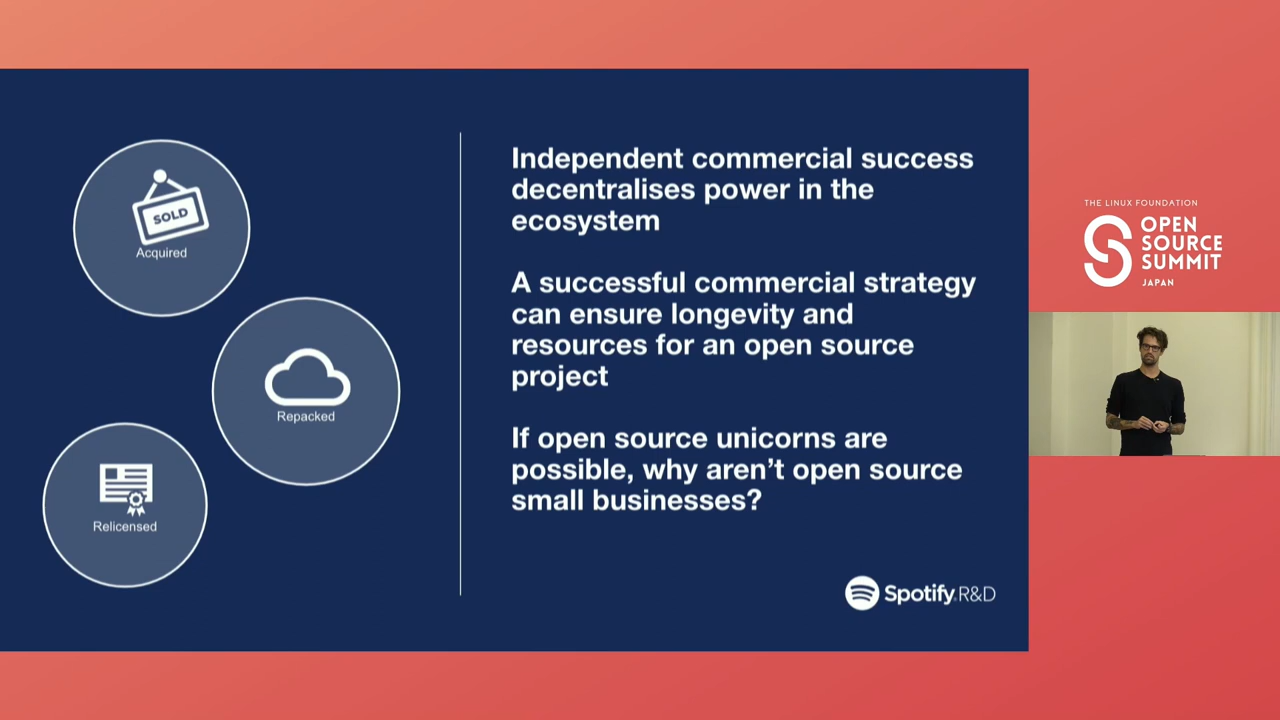 SOLD
Acquired
Repacked
Relicensed
Independent commercial success
decentralises power in the
ecosystem
A successful commercial strategy
can ensure longevity and
resources for an open source
project
If open source unicorns are
possible, why aren't open source
small businesses?
Spotify R&D
THE LINUX FOUNDATION
OPEN
SOURCE
SUMMIT
JAPAN